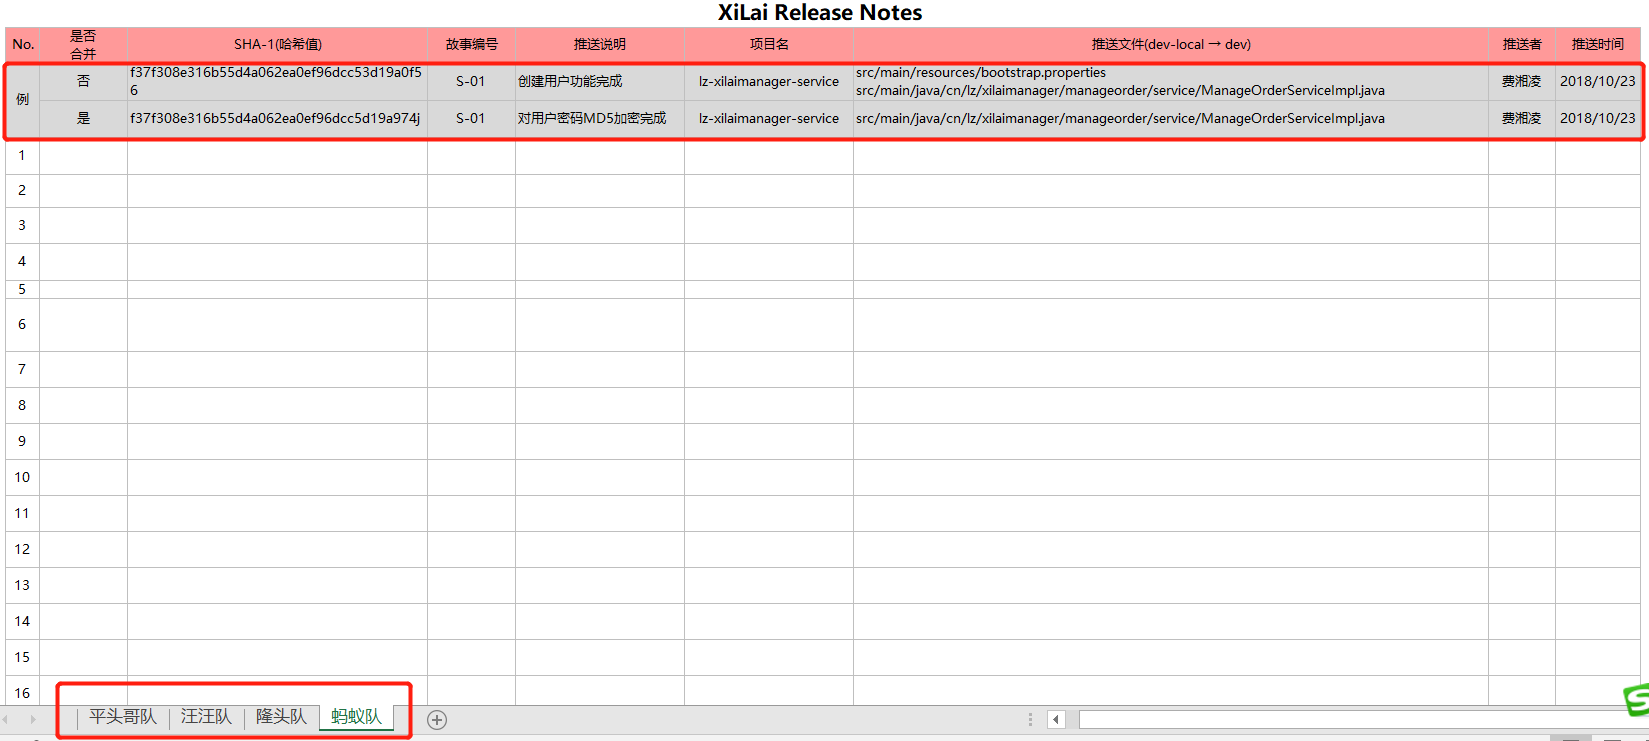 XiLai Release Notes
No. 是否合并 SHA-1(哈希值) 故事编号 推送说明 项目名 推送文件(dev-local → dev) 推送者 推送时间
例
否 f37f308e316b55d4a062ea0ef96dcc53d19a0f5 S-01 创建用户功能完成 lz-xilaimanager-service src/main/resources/bootstrap.properties 费湘凌 2018/10/23
6 src/main/java/cn/lz/xilaimanager/manageorder/service/ManageOrderServiceImpl.java
是 f37f308e316b55d4a062ea0ef96dcc5d19a974j S-01 对用户密码MD5加密完成 lz-xilaimanager-service src/main/java/cn/lz/xilaimanager/manageorder/service/ManageOrderServiceImpl.java 费湘凌 2018/10/23
1
2
3
4
5
6
7
8
9
10
11
12
13
14
15
16
平头哥队 汪汪队 隆头队 蚂蚁队